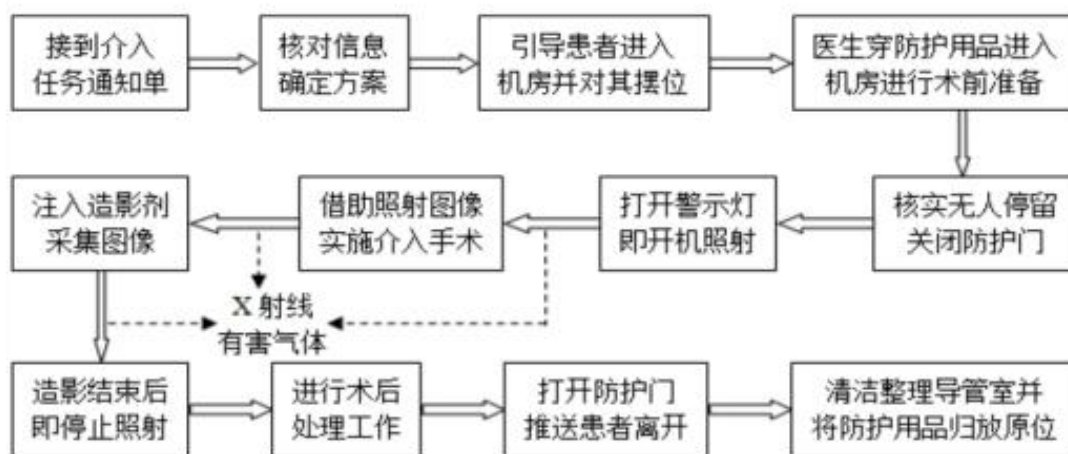 接到介入
任务通知单
核对信息
确定方案
引导患者进入
机房并对其摆位
医生穿防护用品进入
机房进行术前准备
核实无人停留
关闭防护门
打开警示灯
即开机照射
借助照射图像
实施介入手术
注入造影剂
采集图像
X 射线
有害气体
造影结束后
即停止照射
进行术后
处理工作
打开防护门
推送患者离开
清洁整理导管室并
将防护用品归放原位